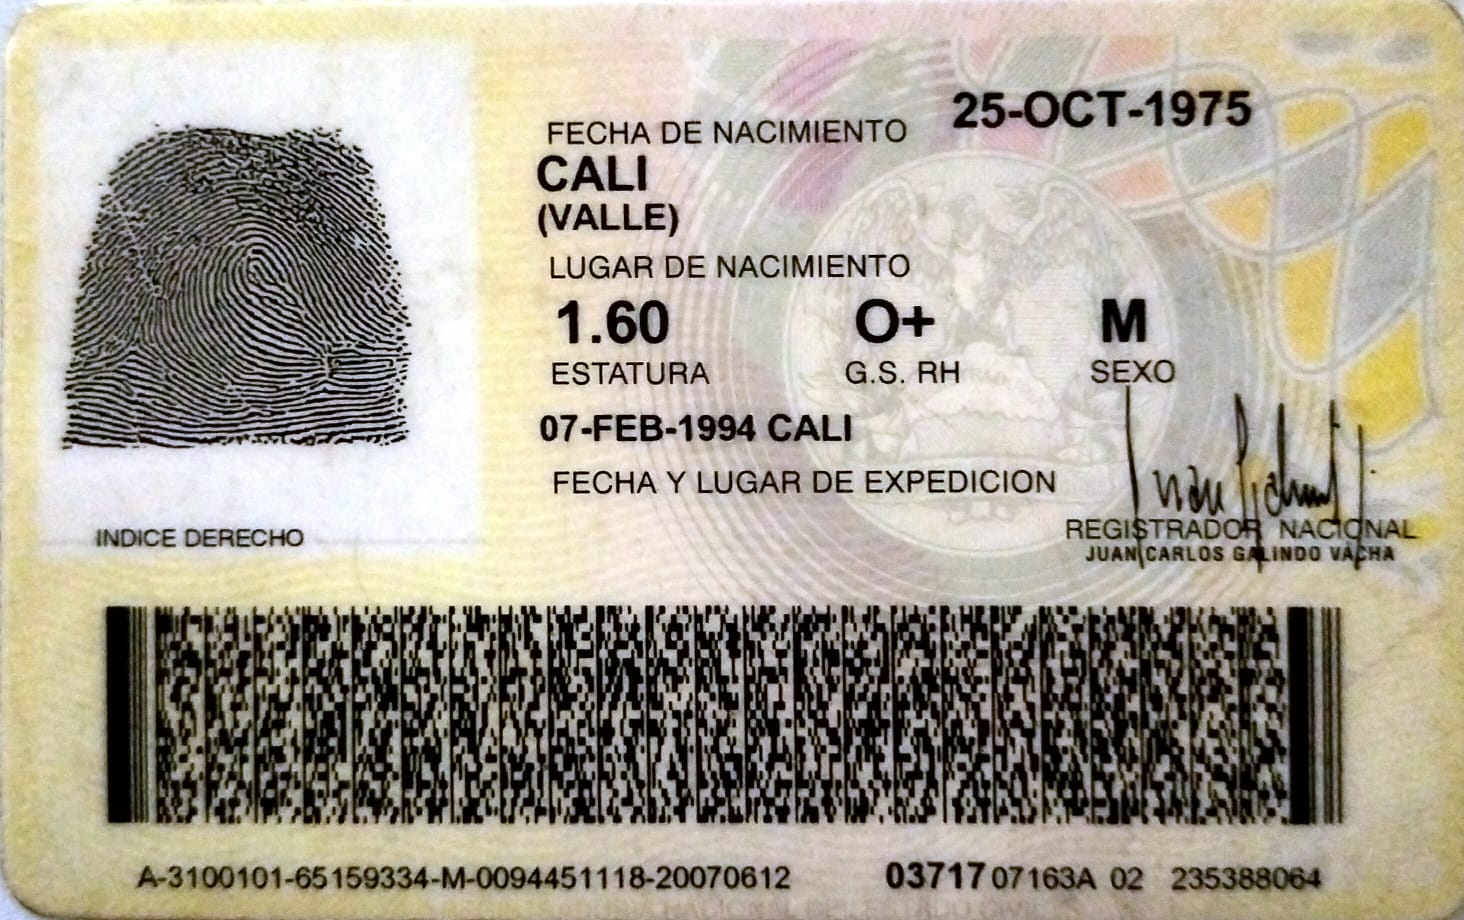 25-OCT-1975
FECHA DE NACIMIENTO
CALI
(VALLE)
LUGAR DE NACIMIENTO
1.60 O+ M
ESTATURA G.S. RH SEXO
07-FEB-1994 CALI
FECHA Y LUGAR DE EXPEDICION
REGISTRADOR NACIONAL
JUAN CARLOS GALINDO VACHA
INDICE DERECHO
A-3100101-65159334-M-0094451118-20070612 03717 07163A 02 235388064